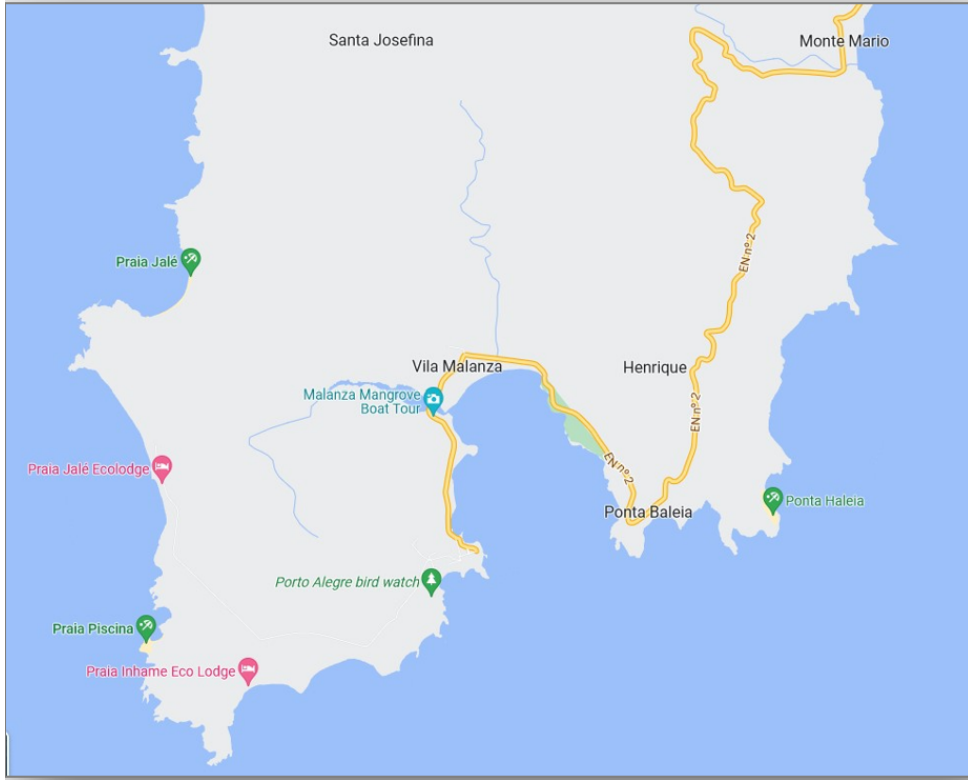 Santa Josefina
Monte Mario
Praia Jalé
EN nº 2
Vila Malanza
Henrique
Malanza Mangrove
Boat Tour
EN nº 2
Praia Jalé Ecolodge
EN nº 2
Ponta Haleia
Ponta Baleia
Porto Alegre bird watch
Praia Piscina
Praia Inhame Eco Lodge